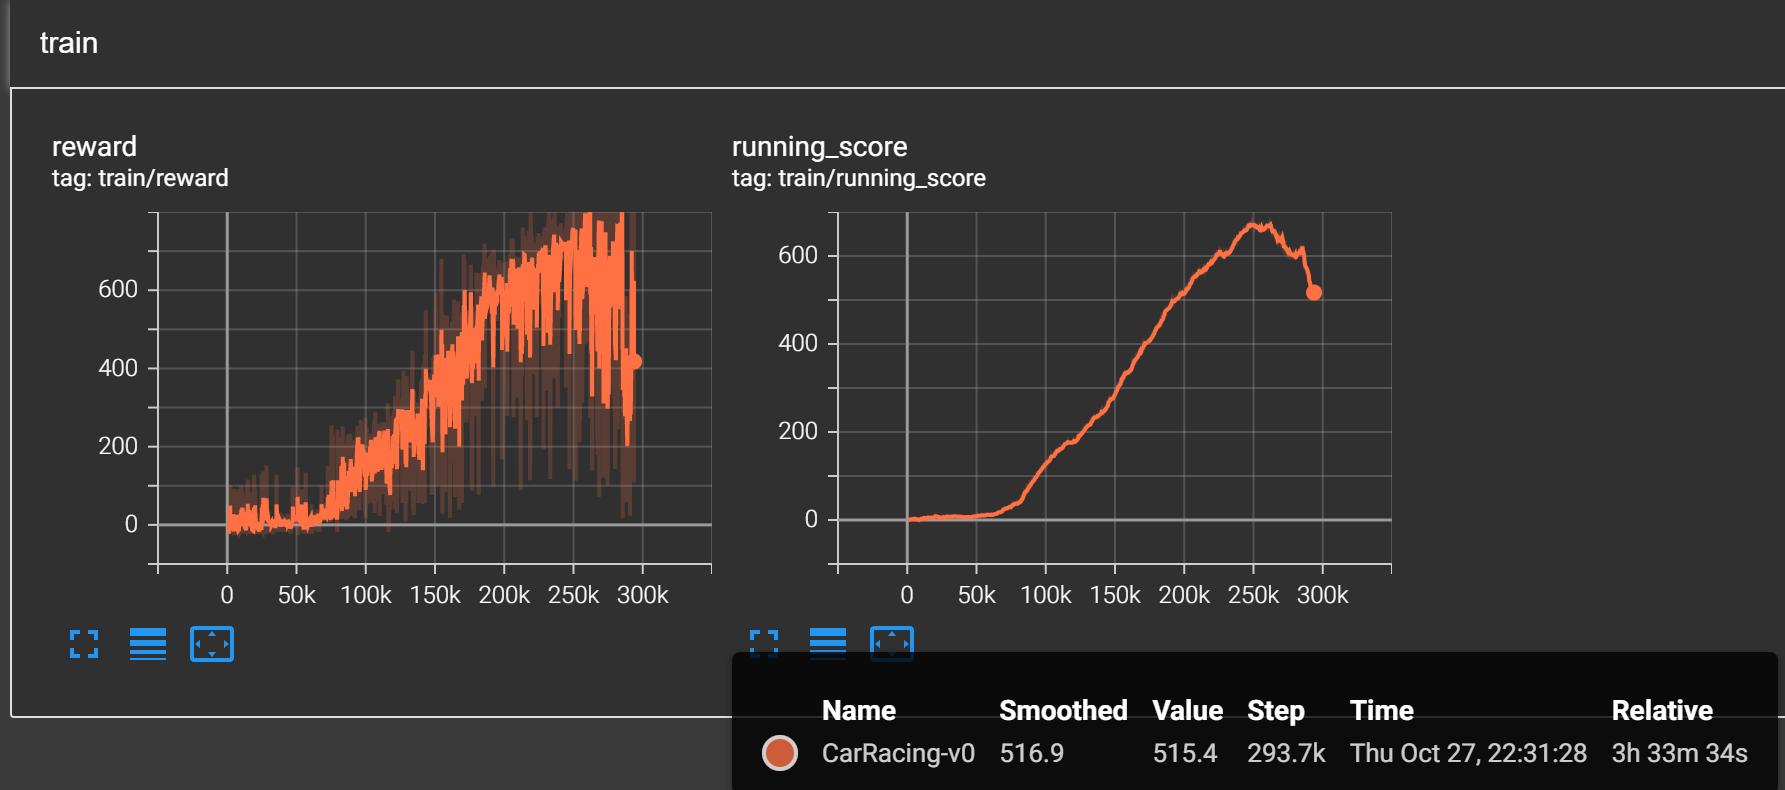 train
reward
tag: train/reward
600
400
200
0
0 50k 100k 150k 200k 250k 300k
running_score
tag: train/running_score
600
400
200
0
0 50k 100k 150k 200k 250k 300k
Name Smoothed Value Step Time Relative
CarRacing-v0 516.9 515.4 293.7k Thu Oct 27, 22:31:28 3h 33m 34s